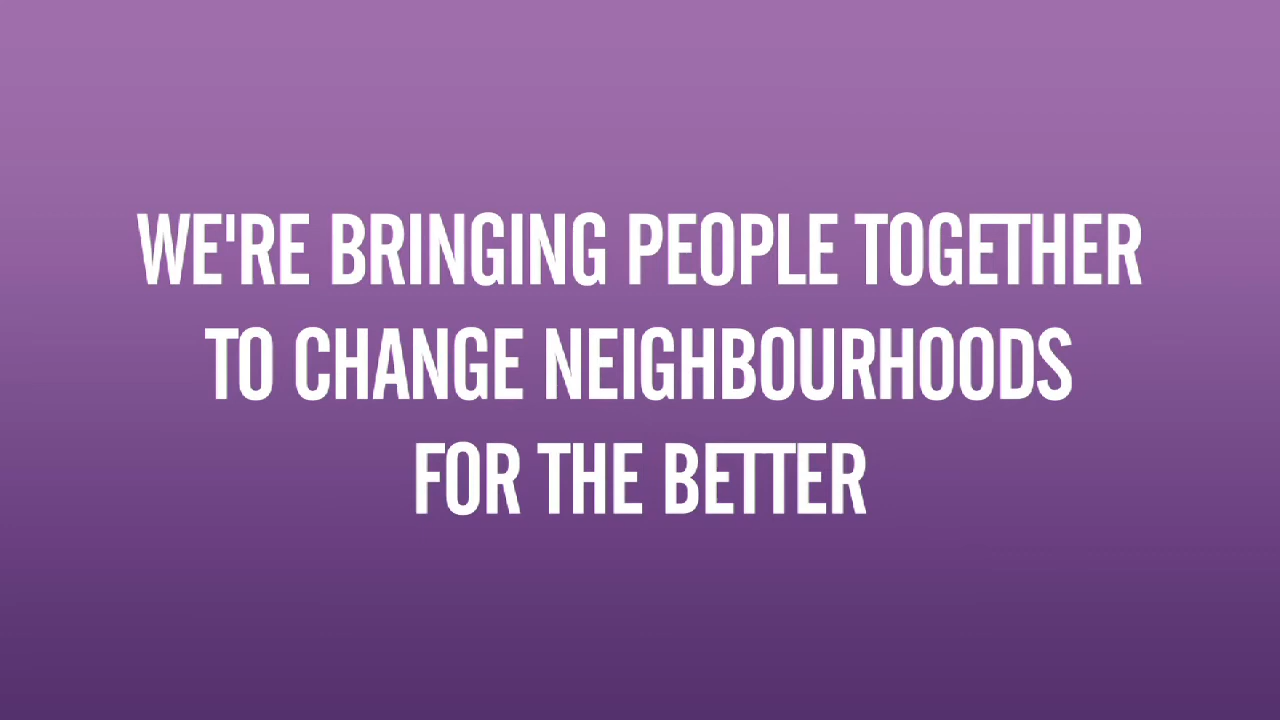 WE'RE BRINGING PEOPLE TOGETHER
TO CHANGE NEIGHBOURHOODS
FOR THE BETTER